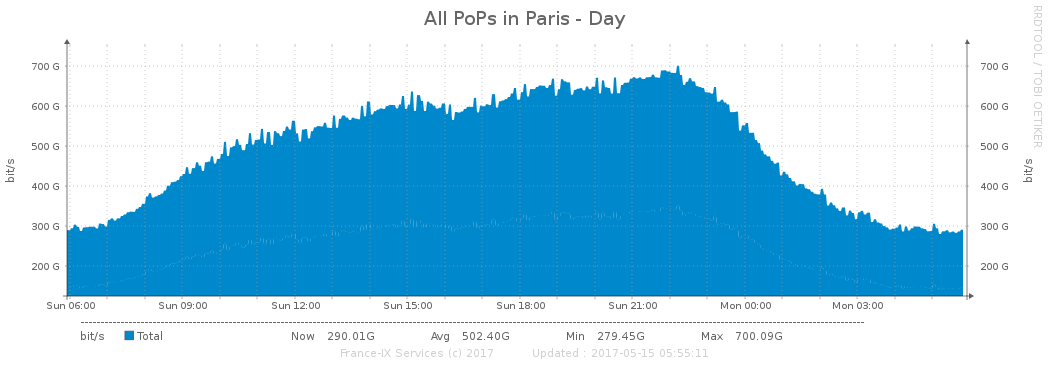 All PoPs in Paris - Day
RRDTOOL / TOBI OETIKER
700 G 700 G
600 G 600 G
500 G 500 G
400 G 400 G
300 G 300 G
200 G 200 G
bit/s
bit/s
Sun 06:00 Sun 09:00 Sun 12:00 Sun 15:00 Sun 18:00 Sun 21:00 Mon 00:00 Mon 03:00
bit/s Total Now 290.01G Avg 502.40G Min 279.45G Max 700.09G
France-IX Services (c) 2017 Updated : 2017-05-15 05:55:11